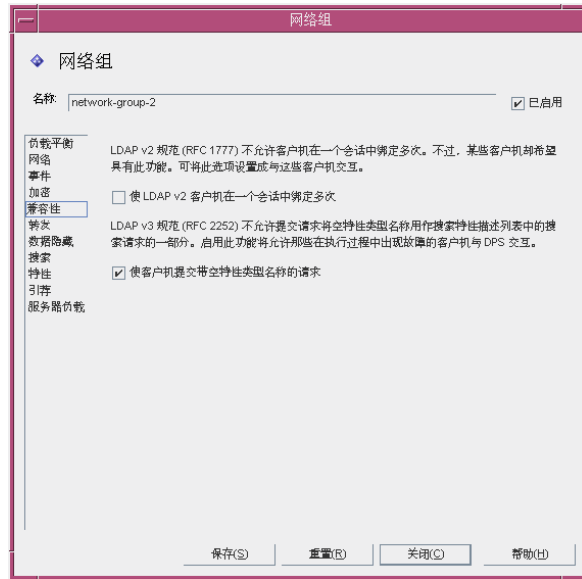 网络组
网络组
名称:
network-group-2
已启用
负载平衡
网络
事件
加密
兼容性
转发
数据隐藏
搜索
特性
引荐
服务器负载
LDAP v2 规范 (RFC 1777) 不允许客户机在一个会话中绑定多次。不过，某些客户机却希望
具有此功能。可将此选项设置成与这些客户机交互。
使 LDAP v2 客户机在一个会话中绑定多次
LDAP v3 规范 (RFC 2252) 不允许提交请求将空特性类型名称用作搜索特性描述列表中的搜
索请求的一部分。启用此功能将允许那些在执行过程中出现故障的客户机与 DPS 交互。
使客户机提交带空特性类型名称的请求
保存(S)
重置(R)
关闭(C)
帮助(H)